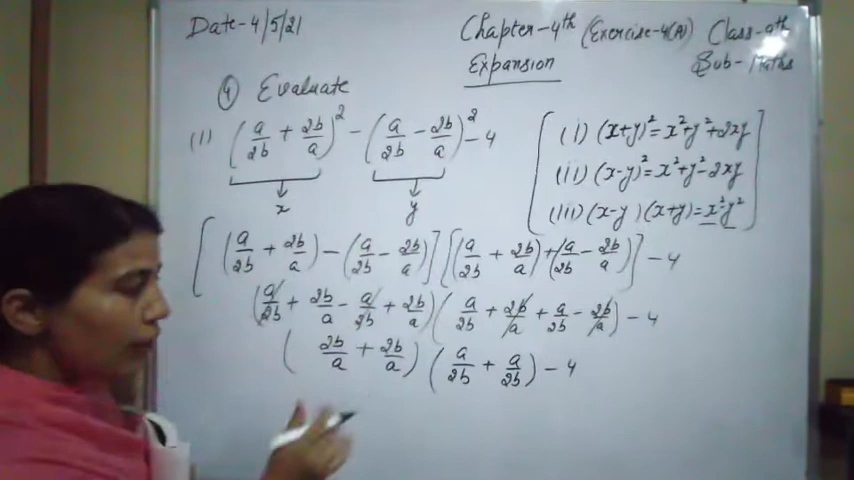 Date-4/5/21
Chapter-4th (Exercise-4(A)) Class-9th
Expansion
Sub-Maths
(4) Evaluate
(i) (a/2b + 2b/a)² - (a/2b - 2b/a)² - 4
x
y
(i) (x+y)² = x²+y²+2xy
(ii) (x-y)² = x²+y²-2xy
(iii) (x-y)(x+y) = x²-y²
[(a/2b + 2b/a) - (a/2b - 2b/a)] [(a/2b + 2b/a) + (a/2b - 2b/a)] - 4
(a/2b + 2b/a - a/2b + 2b/a) (a/2b + 2b/a + a/2b - 2b/a) - 4
(2b/a + 2b/a) (a/2b + a/2b) - 4